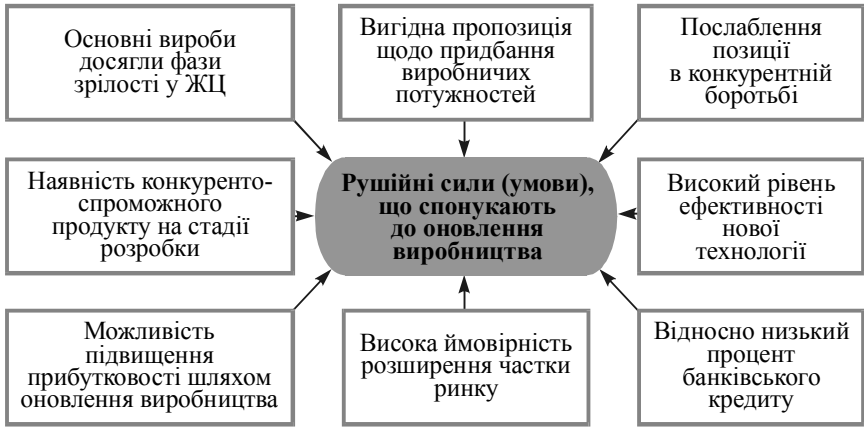 Основні вироби
досягли фази
зрілості у ЖЦ
Вигідна пропозиція
щодо придбання
виробничих
потужностей
Послаблення
позиції
в конкурентній
боротьбі
Наявність конкуренто-
спроможного
продукту на стадії
розробки
Рушійні сили (умови),
що спонукають
до оновлення
виробництва
Високий рівень
ефективності
нової
технології
Можливість
підвищення
прибутковості шляхом
оновлення виробництва
Висока ймовірність
розширення частки
ринку
Відносно низький
процент
банківського
кредиту